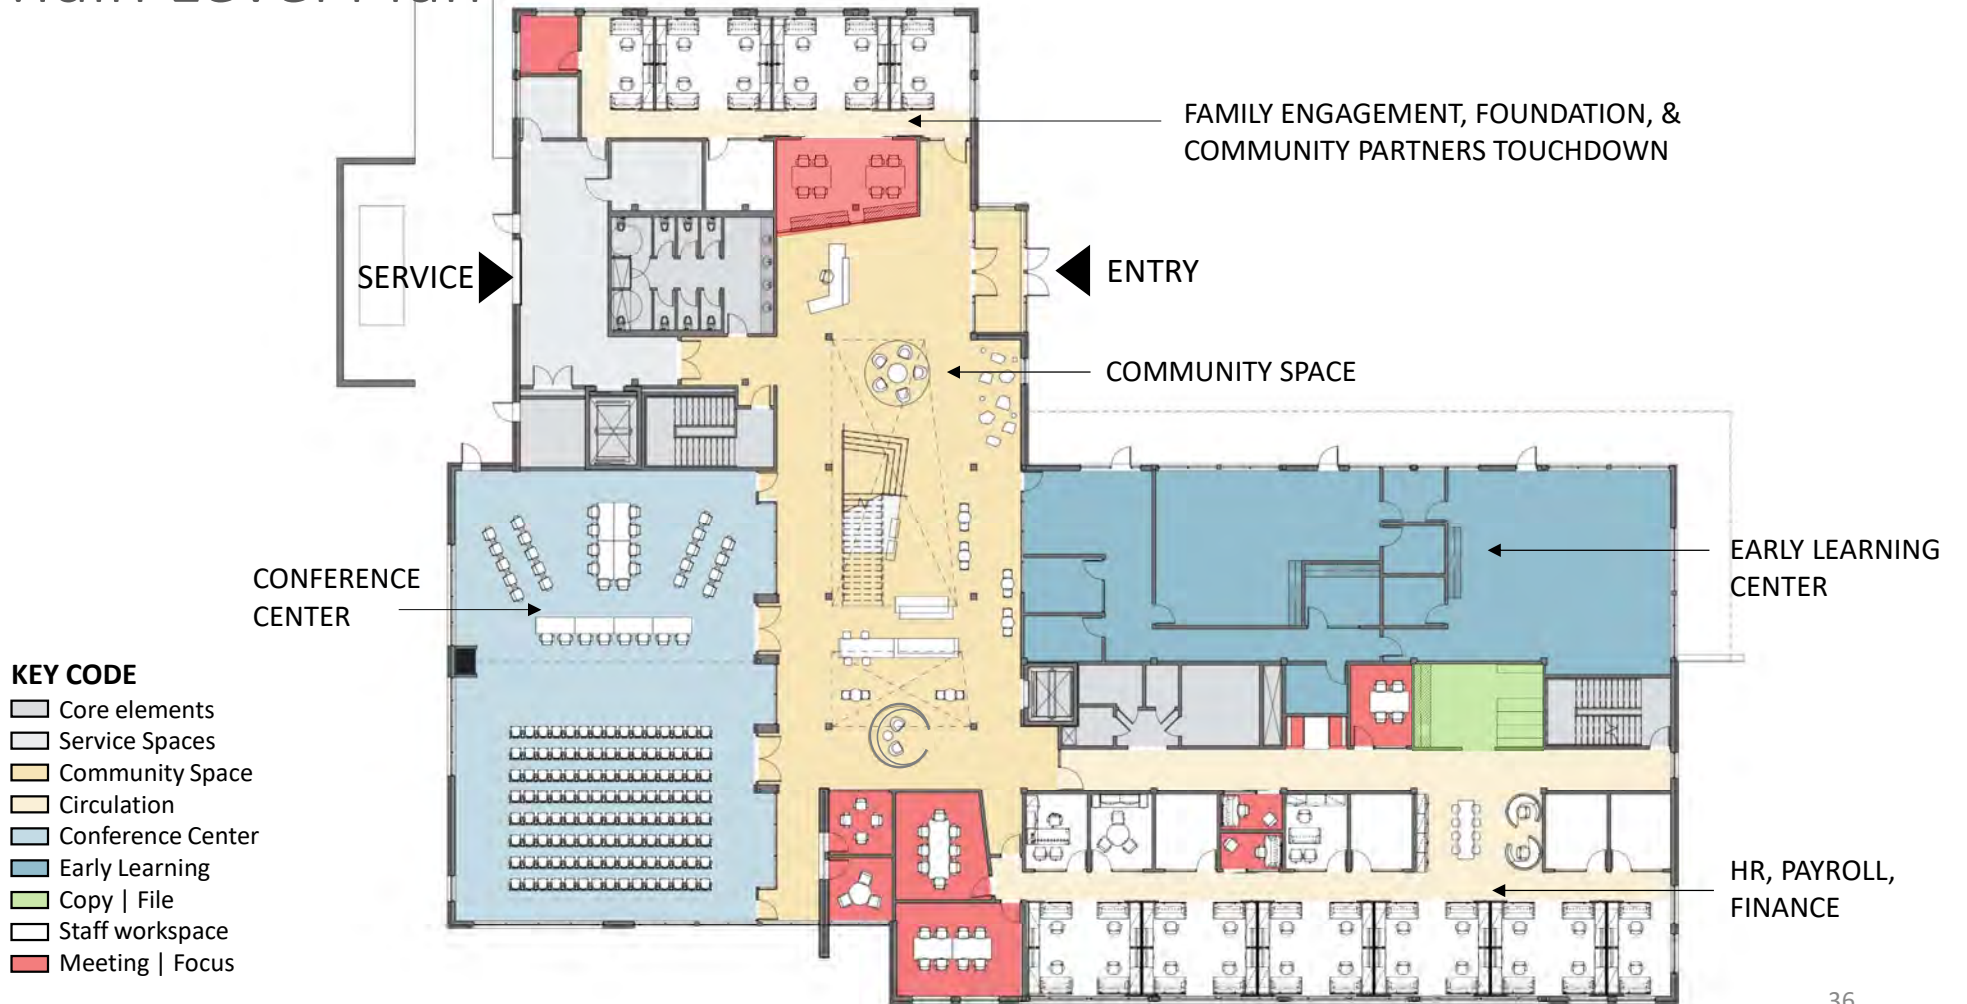 FAMILY ENGAGEMENT, FOUNDATION, &
COMMUNITY PARTNERS TOUCHDOWN
SERVICE
ENTRY
COMMUNITY SPACE
CONFERENCE
CENTER
EARLY LEARNING
CENTER
KEY CODE
Core elements
Service Spaces
Community Space
Circulation
Conference Center
Early Learning
Copy | File
Staff workspace
Meeting | Focus
HR, PAYROLL,
FINANCE